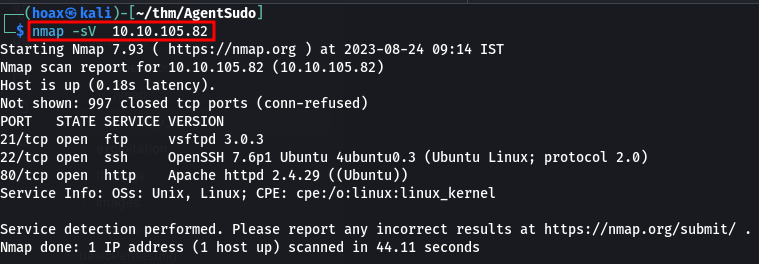 ┌──(hoax㉿kali)-[~/thm/AgentSudo]
└─$ nmap -sV  10.10.105.82
Starting Nmap 7.93 ( https://nmap.org ) at 2023-08-24 09:14 IST
Nmap scan report for 10.10.105.82 (10.10.105.82)
Host is up (0.18s latency).
Not shown: 997 closed tcp ports (conn-refused)
PORT   STATE SERVICE VERSION
21/tcp open  ftp     vsftpd 3.0.3
22/tcp open  ssh     OpenSSH 7.6p1 Ubuntu 4ubuntu0.3 (Ubuntu Linux; protocol 2.0)
80/tcp open  http    Apache httpd 2.4.29 ((Ubuntu))
Service Info: OSs: Unix, Linux; CPE: cpe:/o:linux:linux_kernel

Service detection performed. Please report any incorrect results at https://nmap.org/submit/ .
Nmap done: 1 IP address (1 host up) scanned in 44.11 seconds